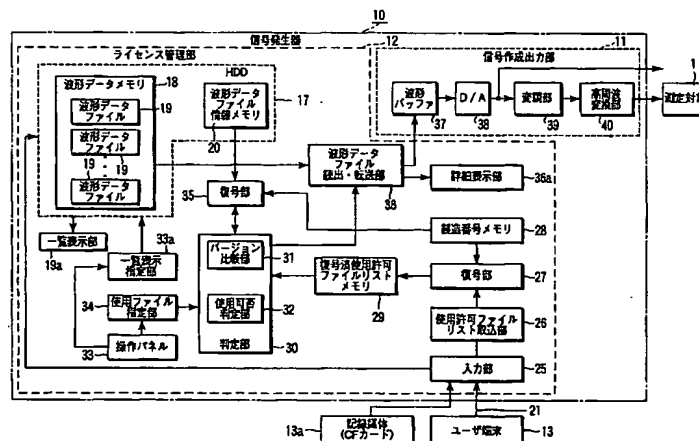 10
信号発生器
ライセンス管理部
12
信号作成出力部
11
HDD
波形データメモリ
18
波形データ
ファイル
19
波形データ
ファイル
19
19
波形データ
ファイル
波形データ
ファイル
情報メモリ
17
20
波形
バッファ
37
D/A
38
変調部
39
高周波
変換部
40
測定対象
1
波形データ
ファイル
読出・転送部
36
詳細表示部
36a
復号部
35
一覧表示部
19a
一覧表示
指定部
33a
バージョン
比較部
31
使用可否
判定部
32
判定部
30
使用ファイル
指定部
34
操作パネル
33
復号済使用許可
ファイルリスト
メモリ
29
製造番号メモリ
28
復号部
27
使用許可ファイル
リスト取込部
26
入力部
25
21
記録媒体
(CFカード)
13a
ユーザ端末
13